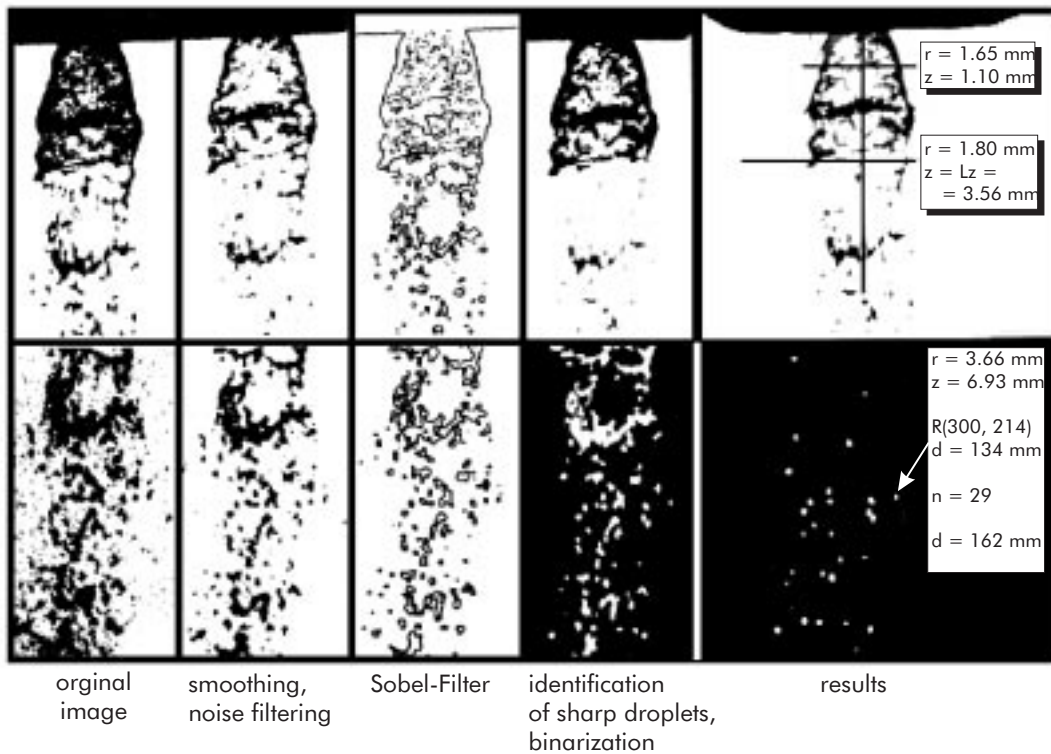 r = 1.65 mm
z = 1.10 mm
r = 1.80 mm
z = Lz =
= 3.56 mm
r = 3.66 mm
z = 6.93 mm
R(300, 214)
d = 134 mm
n = 29
d = 162 mm
orginal
image
smoothing,
noise filtering
Sobel-Filter
identification
of sharp droplets,
binarization
results